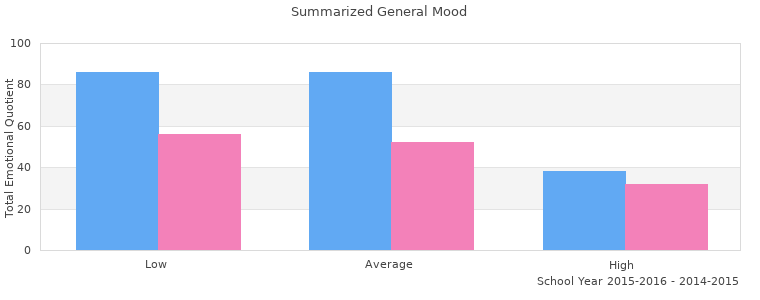 Summarized General Mood
Total Emotional Quotient
100
80
60
40
20
0
Low
Average
High
School Year 2015-2016 - 2014-2015